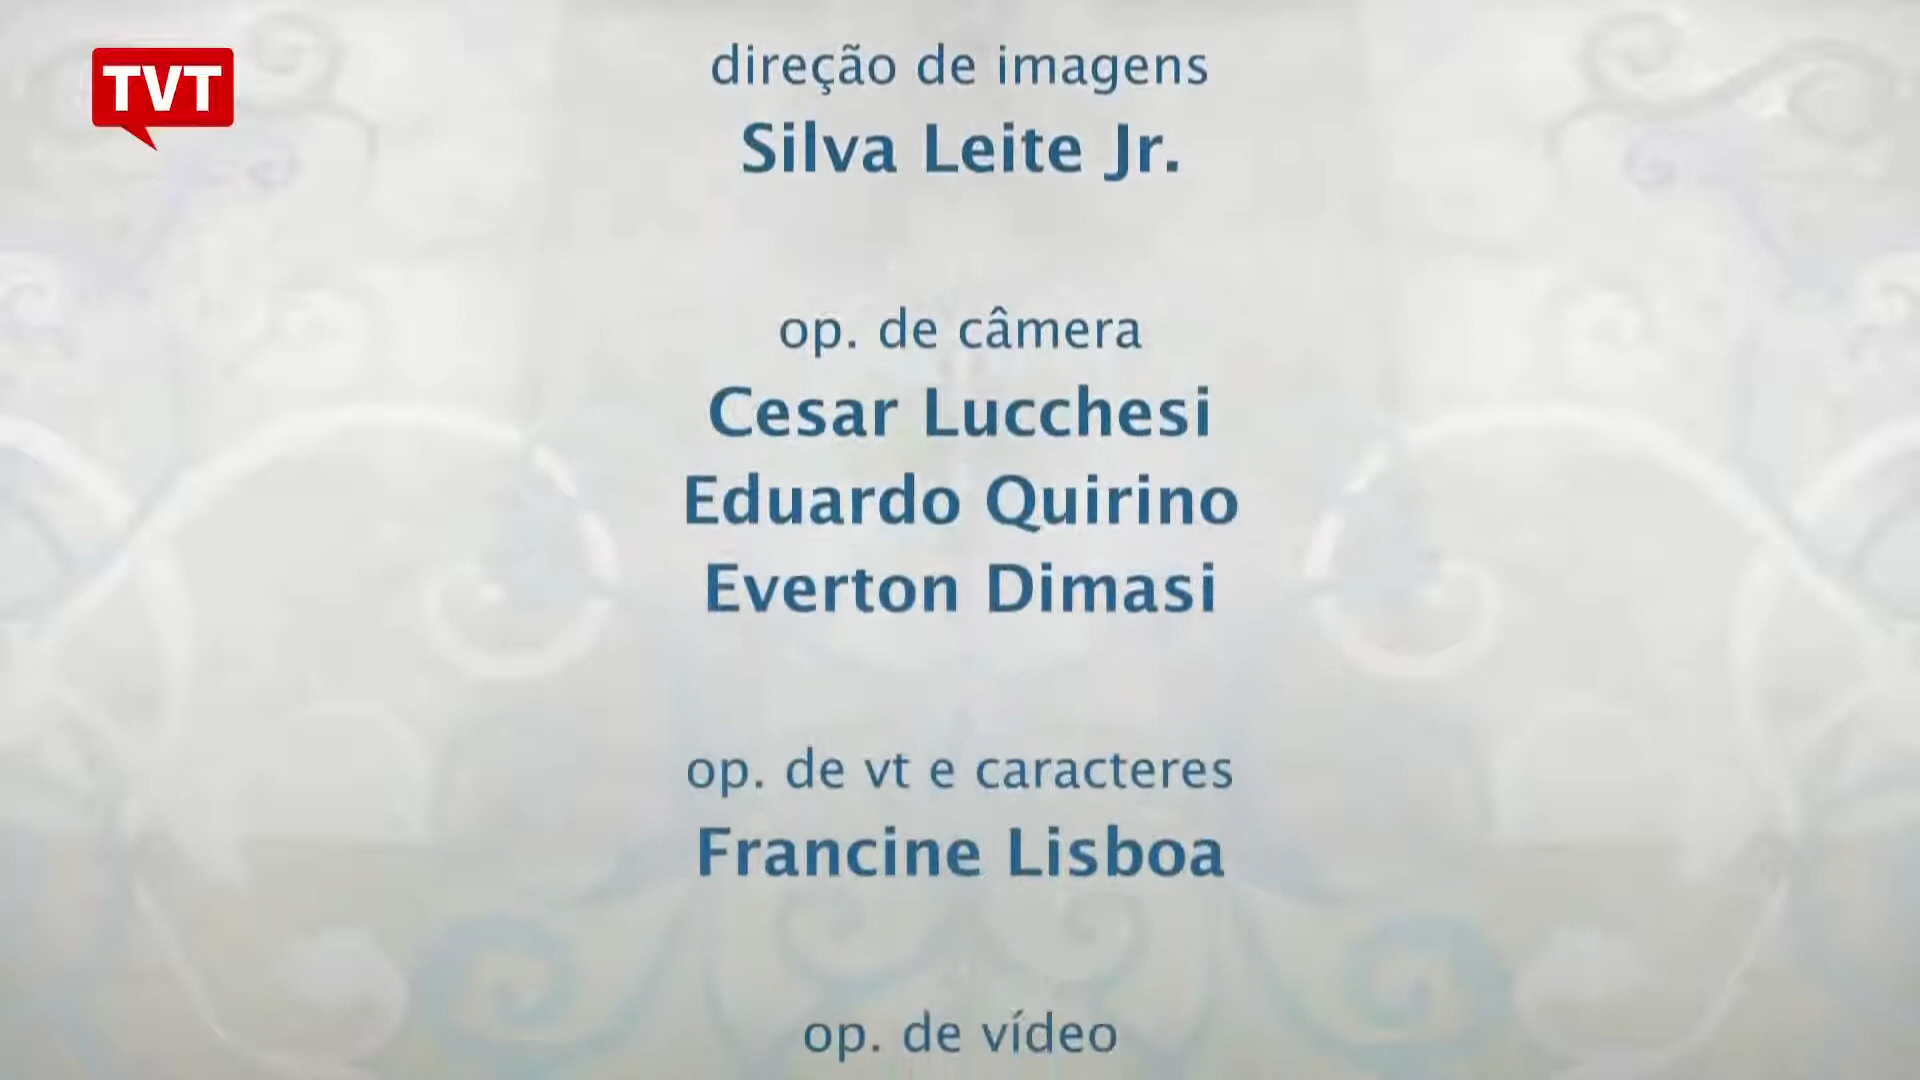 TVT
direção de imagens
Silva Leite Jr.
op. de câmera
Cesar Lucchesi
Eduardo Quirino
Everton Dimasi
op. de vt e caracteres
Francine Lisboa
op. de vídeo